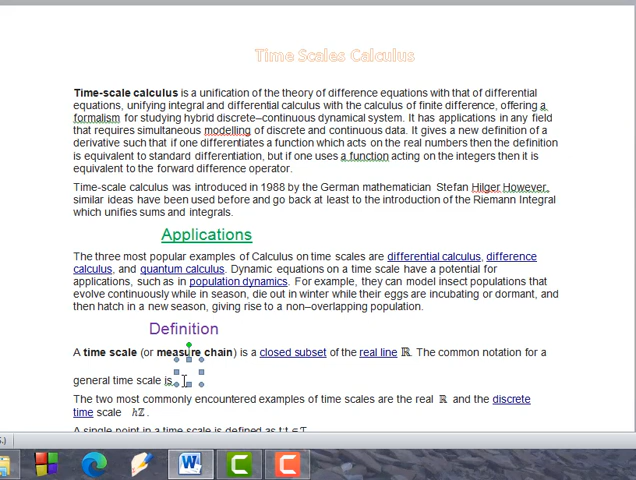 Time Scales Calculus
Time-scale calculus is a unification of the theory of difference equations with that of differential
equations, unifying integral and differential calculus with the calculus of finite difference, offering a
formalism for studying hybrid discrete–continuous dynamical system. It has applications in any field
that requires simultaneous modelling of discrete and continuous data. It gives a new definition of a
derivative such that if one differentiates a function which acts on the real numbers then the definition
is equivalent to standard differentiation, but if one uses a function acting on the integers then it is
equivalent to the forward difference operator.
Time-scale calculus was introduced in 1988 by the German mathematician Stefan Hilger However,
similar ideas have been used before and go back at least to the introduction of the Riemann Integral
which unifies sums and integrals.
Applications
The three most popular examples of Calculus on time scales are differential calculus, difference
calculus, and quantum calculus. Dynamic equations on a time scale have a potential for
applications, such as in population dynamics. For example, they can model insect populations that
evolve continuously while in season, die out in winter while their eggs are incubating or dormant, and
then hatch in a new season, giving rise to a non–overlapping population.
Definition
A time scale (or measure chain) is a closed subset of the real line ℝ. The common notation for a
general time scale is
The two most commonly encountered examples of time scales are the real ℝ and the discrete
time scale hℤ.
A single point in a time scale is defined as t:t ∈ 𝕋